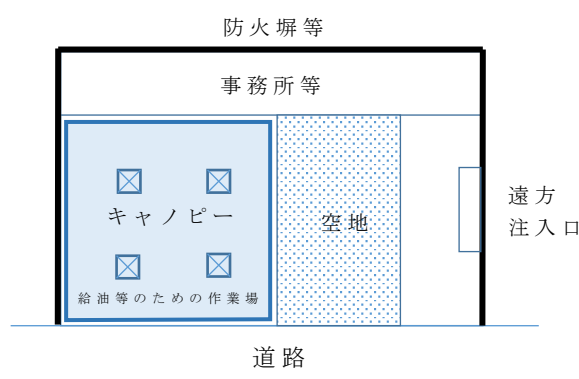 防火塀等
事務所等
キャノピー
空地
給油等のための作業場
遠方
注入口
道路